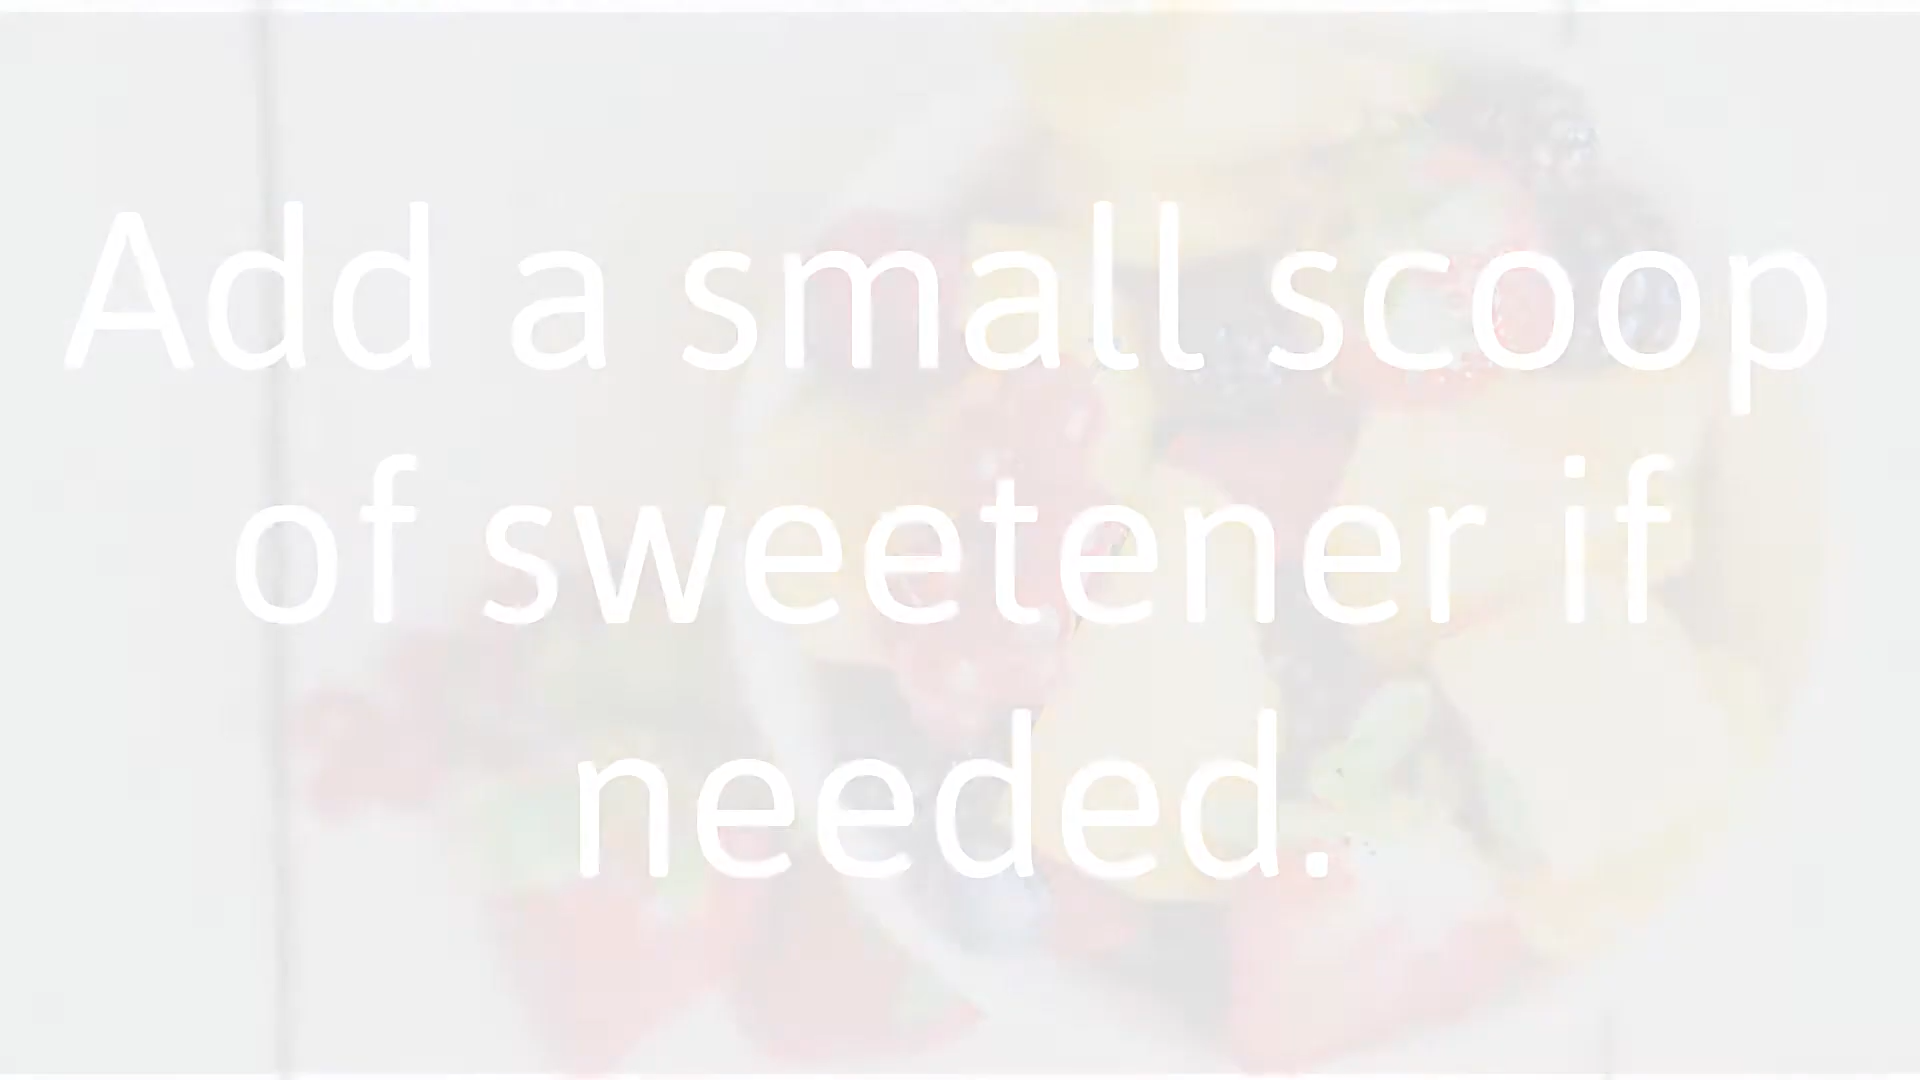 Add a small scoop
of sweetener if
needed.